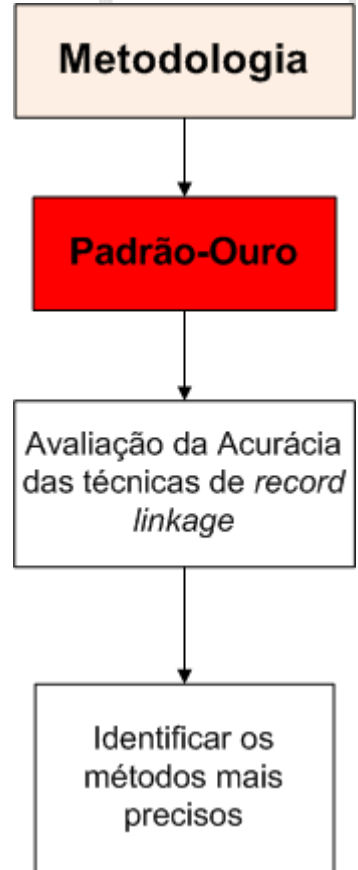 Metodologia
Padrão-Ouro
Avaliação da Acurácia
das técnicas de record
linkage
Identificar os
métodos mais
precisos